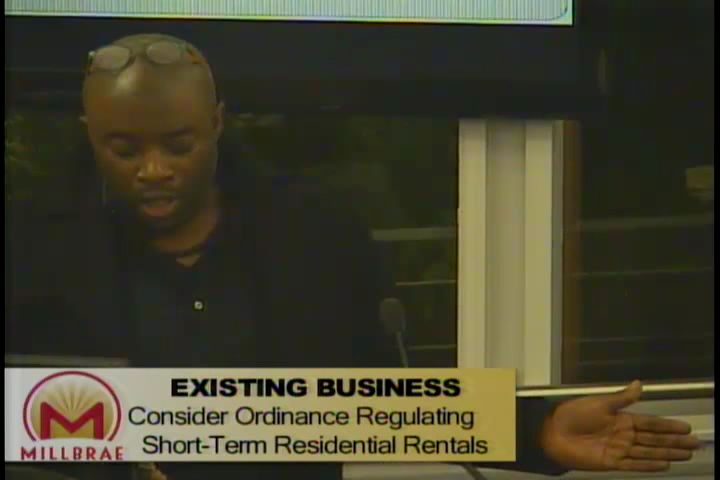 EXISTING BUSINESS
Consider Ordinance Regulating
Short-Term Residential Rentals
M
MILLBRAE